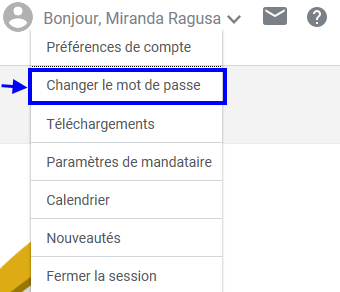 Bonjour, Miranda Ragusa
Préférences de compte
Changer le mot de passe
Téléchargements
Paramètres de mandataire
Calendrier
Nouveautés
Fermer la session